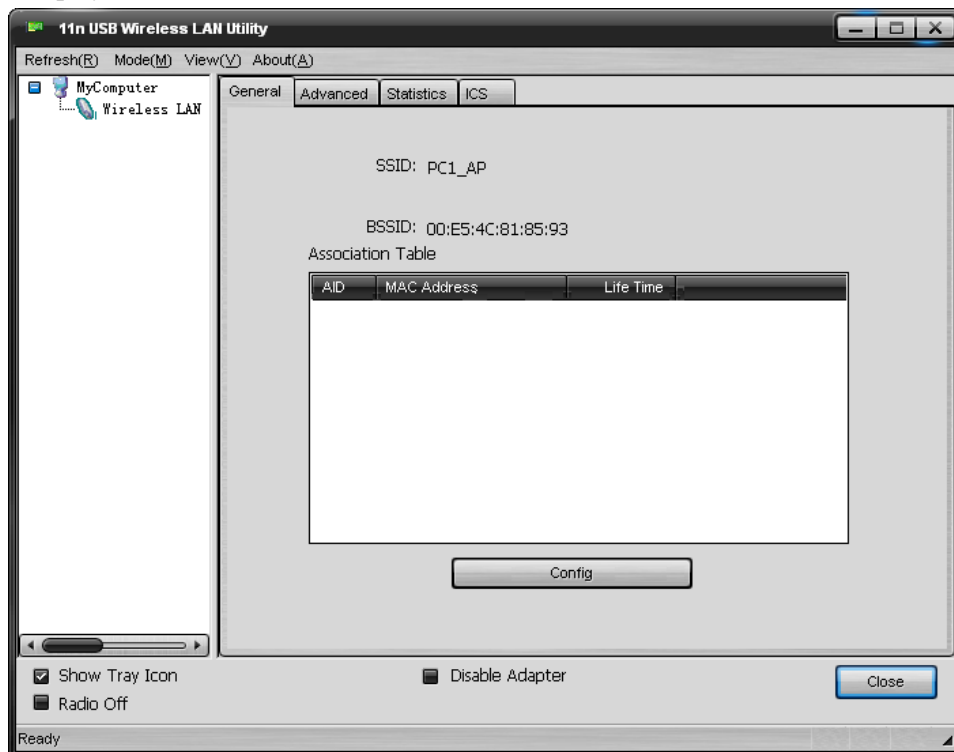 11n USB Wireless LAN Utility
Refresh(R) Mode(M) View(V) About(A)
MyComputer
Wireless LAN
General Advanced Statistics ICS
SSID: PC1_AP
BSSID: 00:E5:4C:81:85:93
Association Table
AID MAC Address Life Time
Config
Show Tray Icon Disable Adapter
Radio Off
Close
Ready